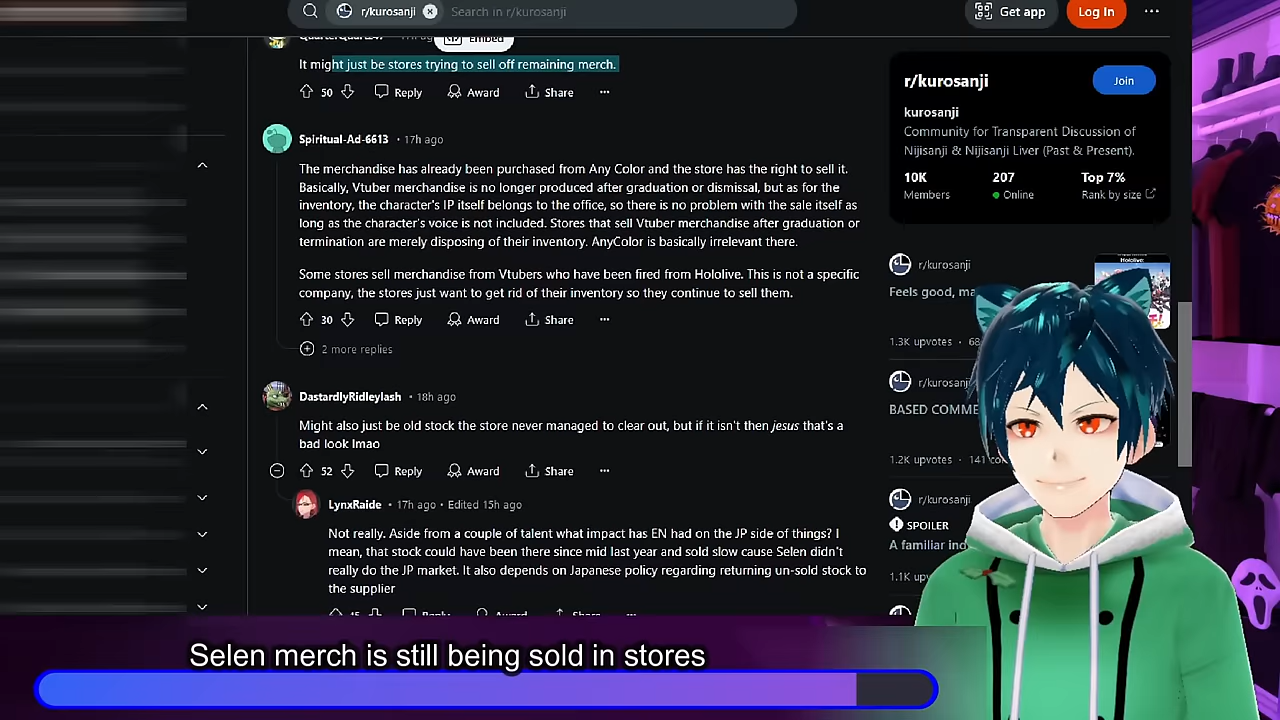 r/kurosanji
Search in r/kurosanji
Get app
Log In
Embed
It might just be stores trying to sell off remaining merch.
50
Reply
Award
Share
Spiritual-Ad-6613 • 17h ago
The merchandise has already been purchased from Any Color and the store has the right to sell it.
Basically, Vtuber merchandise is no longer produced after graduation or dismissal, but as for the
inventory, the character's IP itself belongs to the office, so there is no problem with the sale itself as
long as the character's voice is not included. Stores that sell Vtuber merchandise after graduation or
termination are merely disposing of their inventory. AnyColor is basically irrelevant there.
Some stores sell merchandise from Vtubers who have been fired from Hololive. This is not a specific
company, the stores just want to get rid of their inventory so they continue to sell them.
30
Reply
Award
Share
2 more replies
DastardlyRidleylash • 18h ago
Might also just be old stock the store never managed to clear out, but if it isn't then jesus that's a
bad look lmao
52
Reply
Award
Share
LynxRaide • 17h ago • Edited 15h ago
Not really. Aside from a couple of talent what impact has EN had on the JP side of things? I
mean, that stock could have been there since mid last year and sold slow cause Selen didn't
really do the JP market. It also depends on Japanese policy regarding returning un-sold stock to
the supplier
15
Reply
Award
Share
r/kurosanji
Join
kurosanji
Community for Transparent Discussion of
Nijisanji & Nijisanji Liver (Past & Present).
10K
207
Top 7%
Members
Online
Rank by size
r/kurosanji
Feels good,
1.3K upvotes
r/kurosanji
BASED
1.2K upvotes
r/kurosanji
SPOILER
A familiar
Selen merch is still being sold in stores